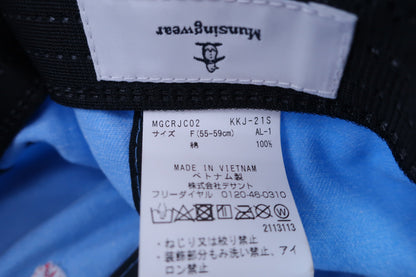 Munsingwear
MGCRJC02 KKJ-21S
サイズ F(55-59cm) AL-1
綿 100%
MADE IN VIETNAM
ベトナム製
株式会社デサント
フリーダイヤル 0120-46-0310
2113113
・ねじり又は絞り禁止
・装飾部分もみ洗い禁止、アイ
ロン禁止